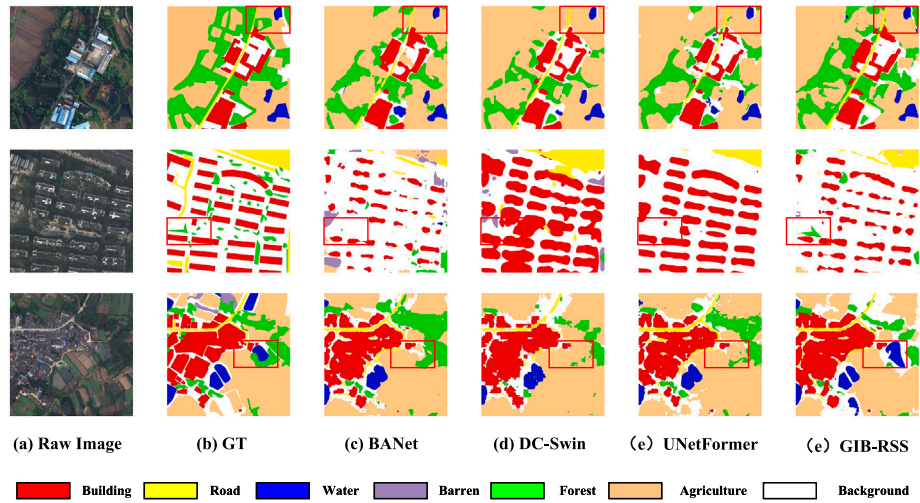 (a) Raw Image (b) GT (c) BANet (d) DC-Swin （e） UNetFormer （e） GIB-RSS
Building Road Water Barren Forest Agriculture Background